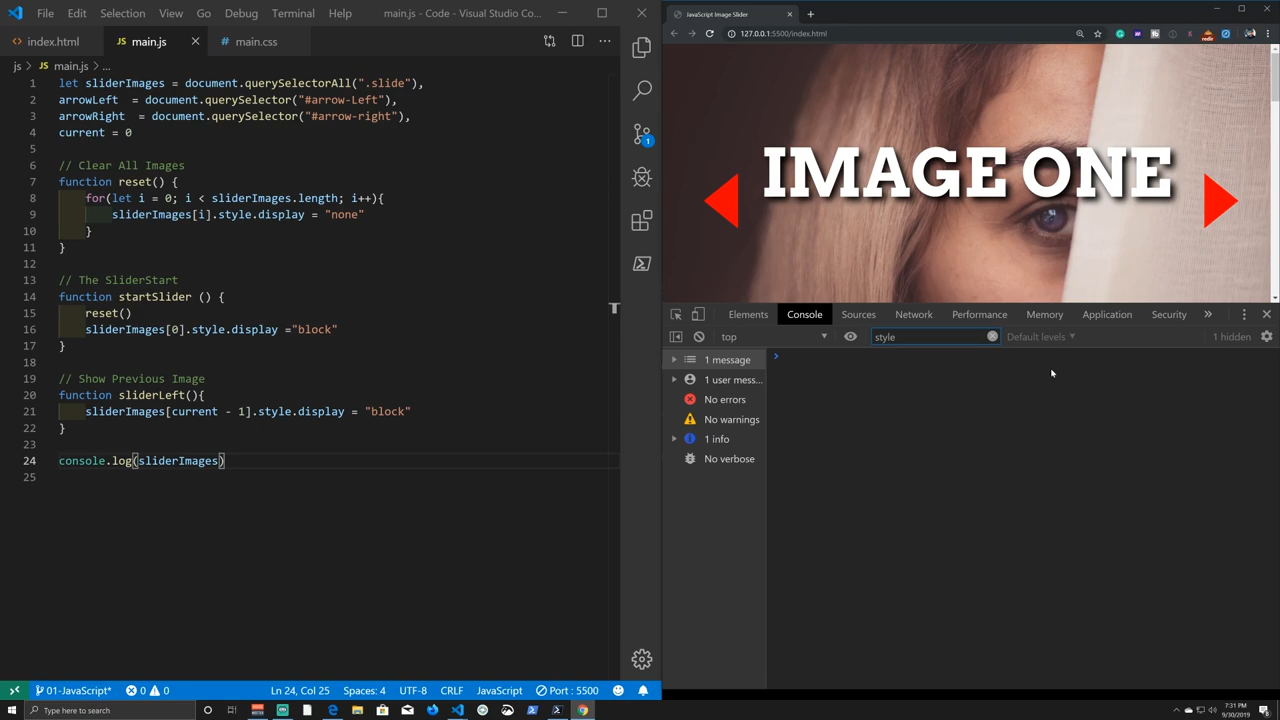 File Edit Selection View Go Debug Terminal Help main.js - Code - Visual Studio Co...
index.html JS main.js # main.css
js > JS main.js > ...
1 let sliderImages = document.querySelectorAll(".slide"),
2 arrowLeft = document.querySelector("#arrow-Left"),
3 arrowRight = document.querySelector("#arrow-right"),
4 current = 0
5
6 // Clear All Images
7 function reset() {
8 for(let i = 0; i < sliderImages.length; i++){
9 sliderImages[i].style.display = "none"
10 }
11 }
12
13 // The SliderStart
14 function startSlider () {
15 reset()
16 sliderImages[0].style.display ="block"
17 }
18
19 // Show Previous Image
20 function sliderLeft(){
21 sliderImages[current - 1].style.display = "block"
22 }
23
24 console.log(sliderImages)
25
1
01-JavaScript* 0 0 Ln 24, Col 25 Spaces: 4 UTF-8 CRLF JavaScript Port : 5500
JavaScript Image Slider
127.0.0.1:5500/index.html
IMAGE ONE
Elements Console Sources Network Performance Memory Application Security
top style Default levels 1 hidden
1 message
1 user mess...
No errors
No warnings
1 info
No verbose
Type here to search
7:31 PM
9/30/2019